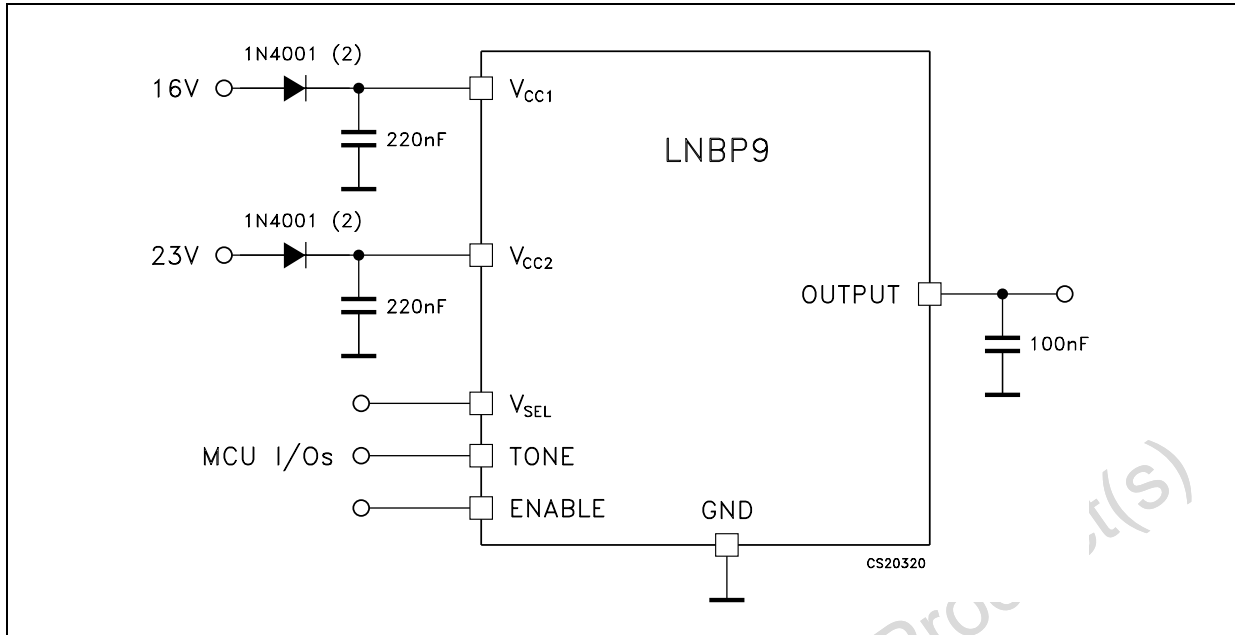 1N4001 (2)
16V
V_CC1
220nF
LNBP9
1N4001 (2)
23V
V_CC2
220nF
OUTPUT
100nF
V_SEL
MCU I/Os
TONE
ENABLE
GND
CS20320